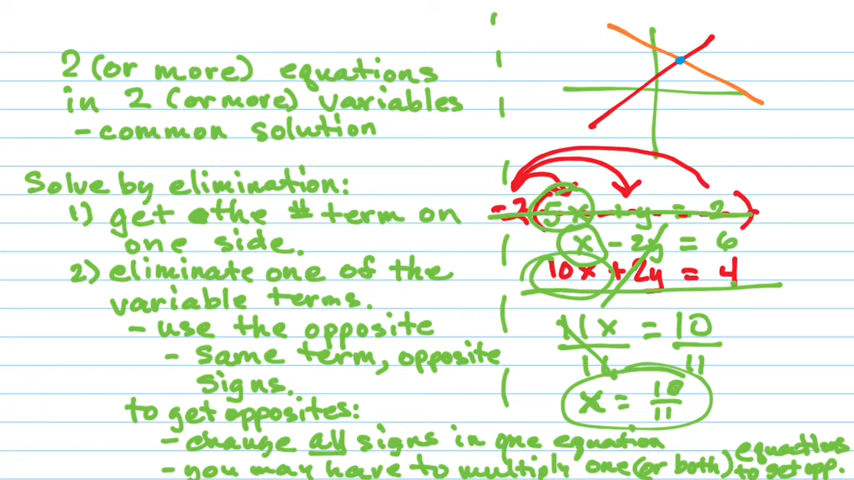 2 (or more) equations
in 2 (or more) variables
- common solution
Solve by elimination:
1) get the # term on
one side.
2) eliminate one of the
variable terms.
- use the opposite
- same term, opposite
signs.
to get opposites:
- change all signs in one equation
- you may have to multiply one (or both) equations
to get opp.
(5x + y = 2)
x - 2y = 6
10x + 2y = 4
11x = 10
11 11
x = 10/11